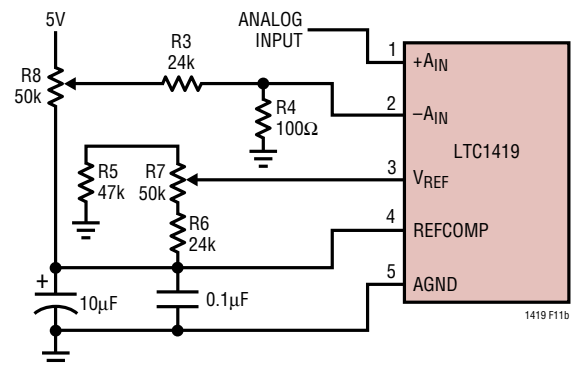 5V
ANALOG
INPUT
R3
24k
1
+AIN
R8
50k
R4
100Ω
2
–AIN
LTC1419
R5
47k
R7
50k
3
VREF
R6
24k
4
REFCOMP
+
10μF
0.1μF
5
AGND
1419 F11b